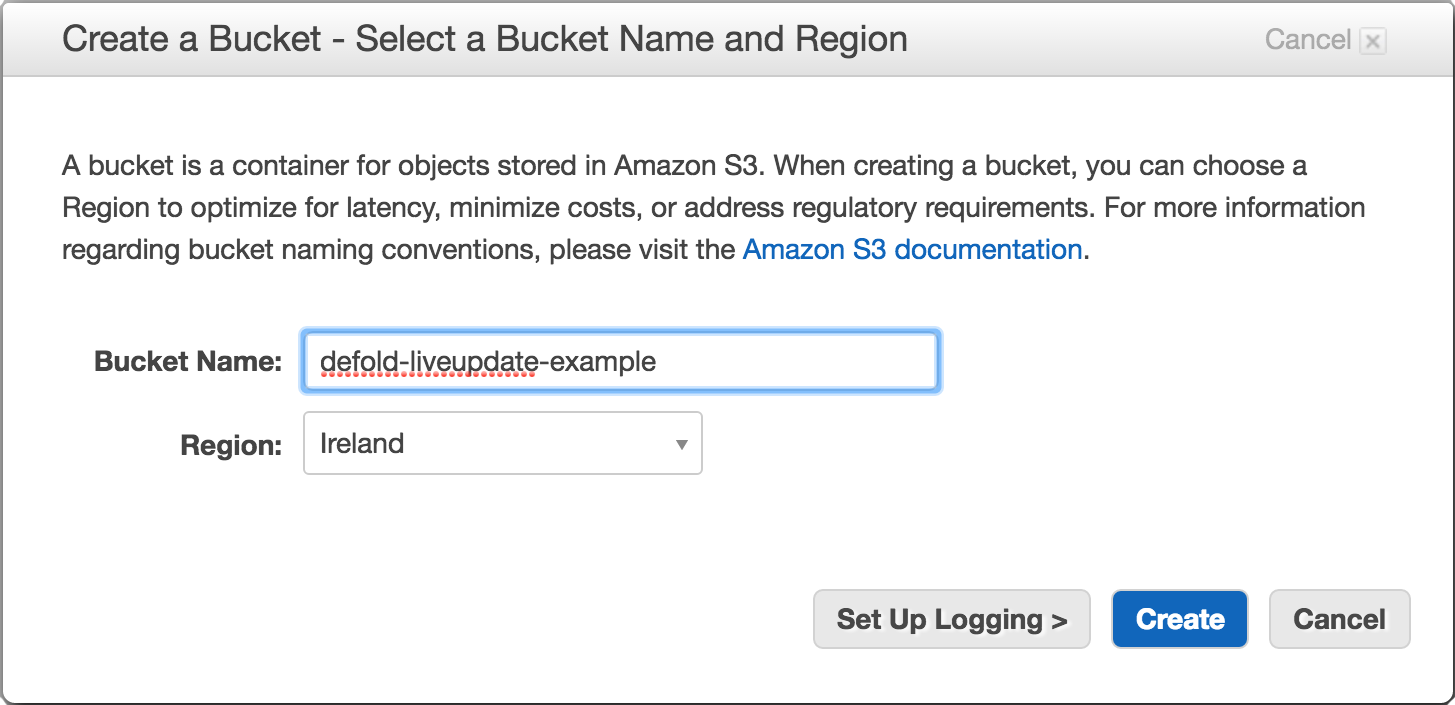 Create a Bucket - Select a Bucket Name and Region
Cancel x
A bucket is a container for objects stored in Amazon S3. When creating a bucket, you can choose a
Region to optimize for latency, minimize costs, or address regulatory requirements. For more information
regarding bucket naming conventions, please visit the Amazon S3 documentation.
Bucket Name: defold-liveupdate-example
Region: Ireland
Set Up Logging > Create Cancel